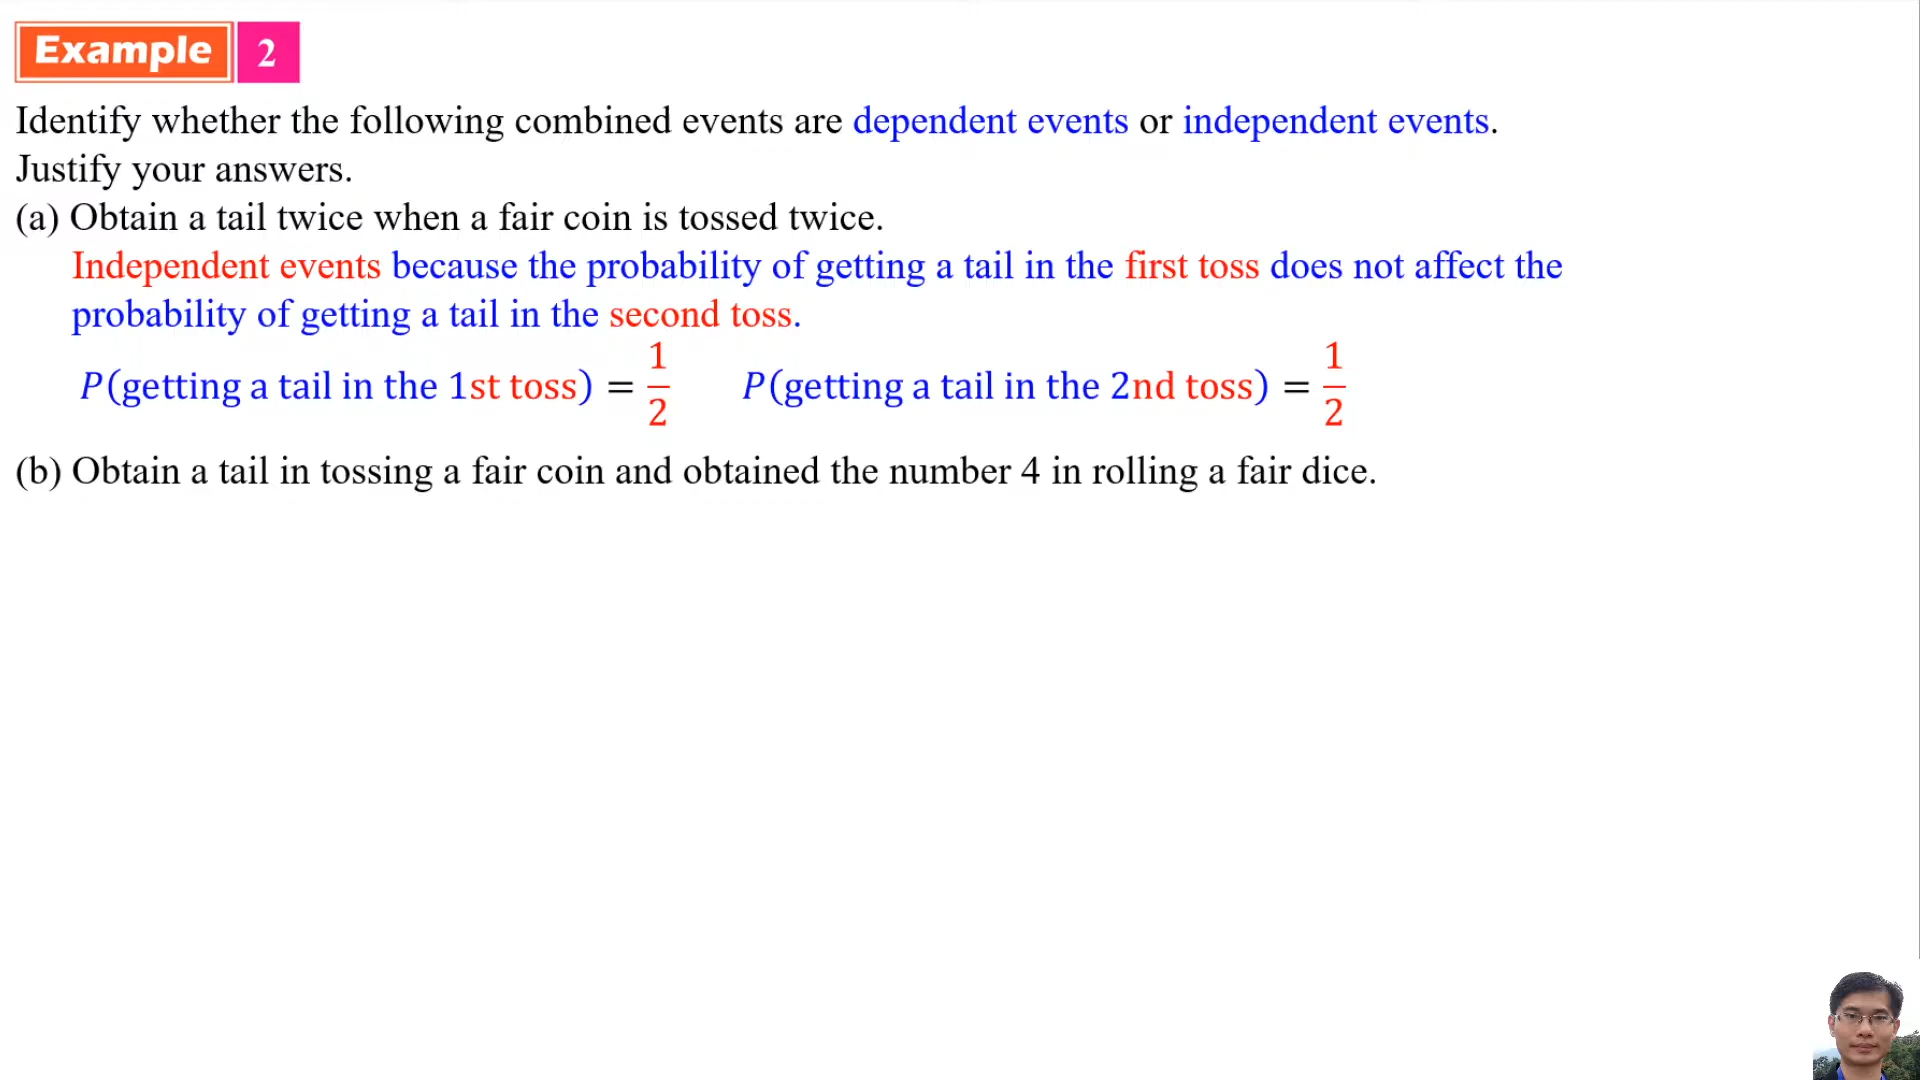 Example 2
Identify whether the following combined events are dependent events or independent events.
Justify your answers.
(a) Obtain a tail twice when a fair coin is tossed twice.
Independent events because the probability of getting a tail in the first toss does not affect the
probability of getting a tail in the second toss.
P(getting a tail in the 1st toss) = 1/2 P(getting a tail in the 2nd toss) = 1/2
(b) Obtain a tail in tossing a fair coin and obtained the number 4 in rolling a fair dice.